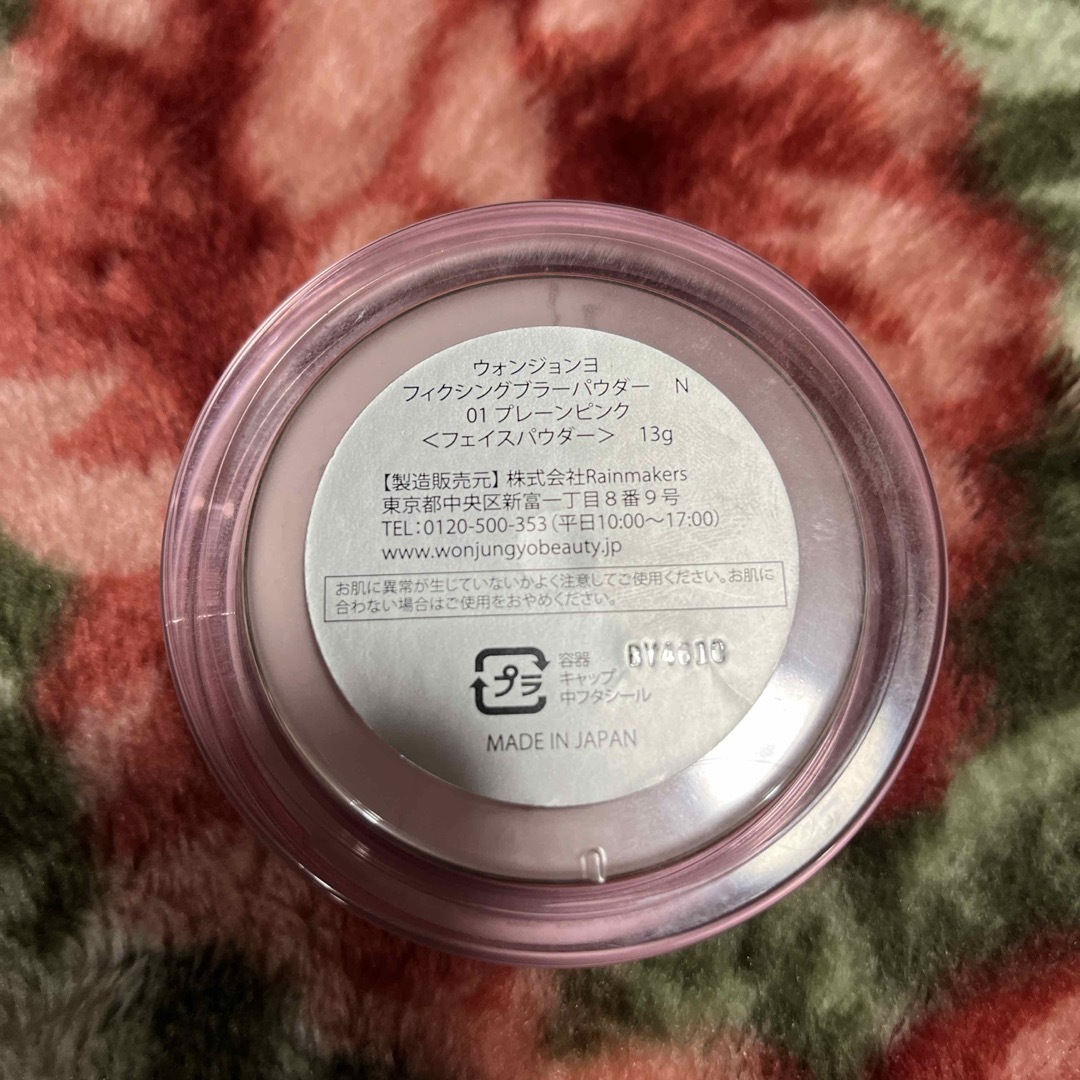 ウォンジョンヨ
フィクシングブラーパウダー　N
01 プレーンピンク
＜フェイスパウダー＞　13g
【製造販売元】株式会社Rainmakers
東京都中央区新富一丁目８番９号
TEL：0120-500-353（平日10:00～17:00）
www.wonjungyobeauty.jp
お肌に異常が生じていないかよく注意してご使用ください。お肌に
合わない場合はご使用をおやめください。
プラ
容器
キャップ
中フタシール
MADE IN JAPAN